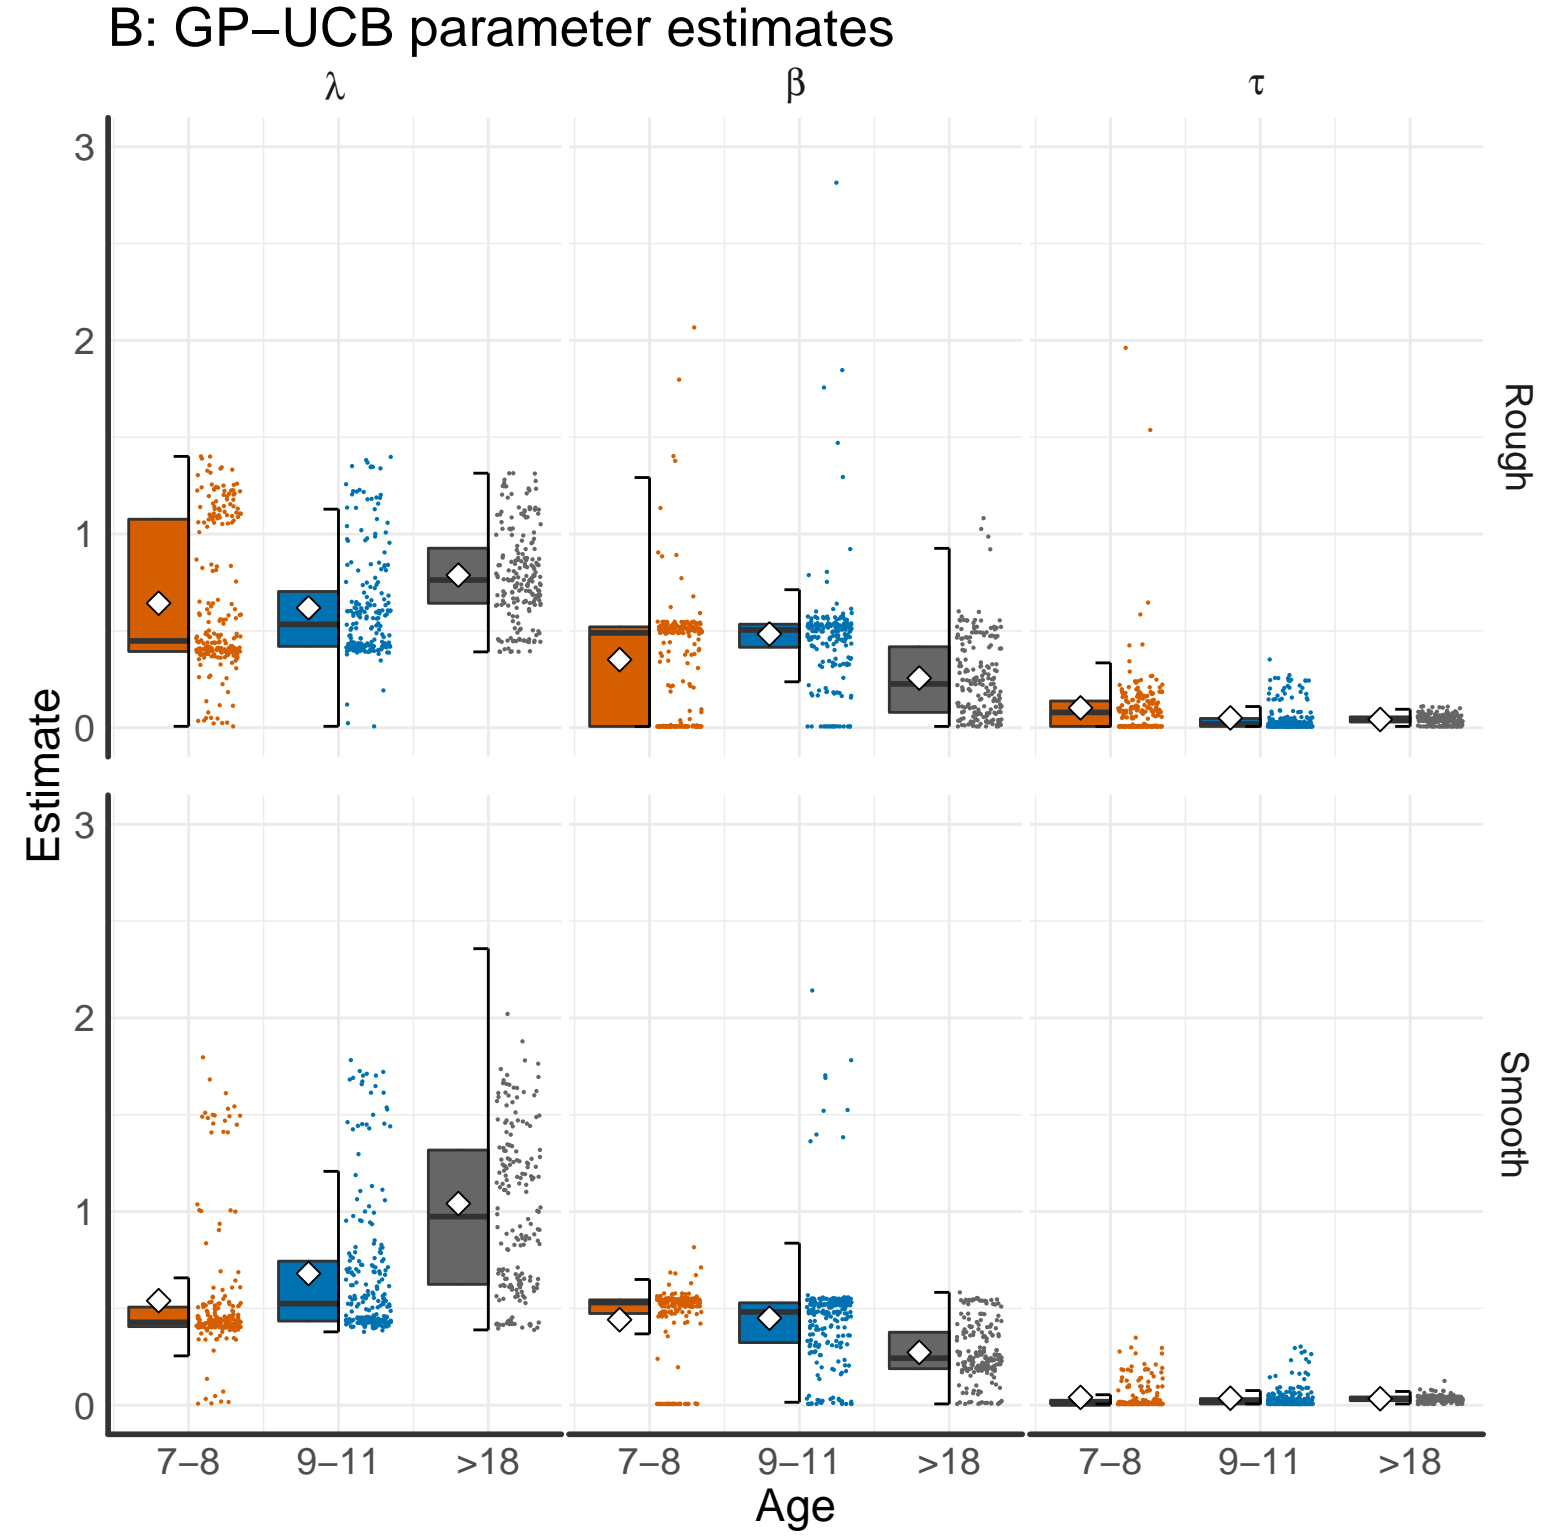 B: GP−UCB parameter estimates
λ β τ
3
2
1
0
Rough
Estimate
3
2
1
0
Smooth
7−8 9−11 >18 7−8 9−11 >18 7−8 9−11 >18
Age